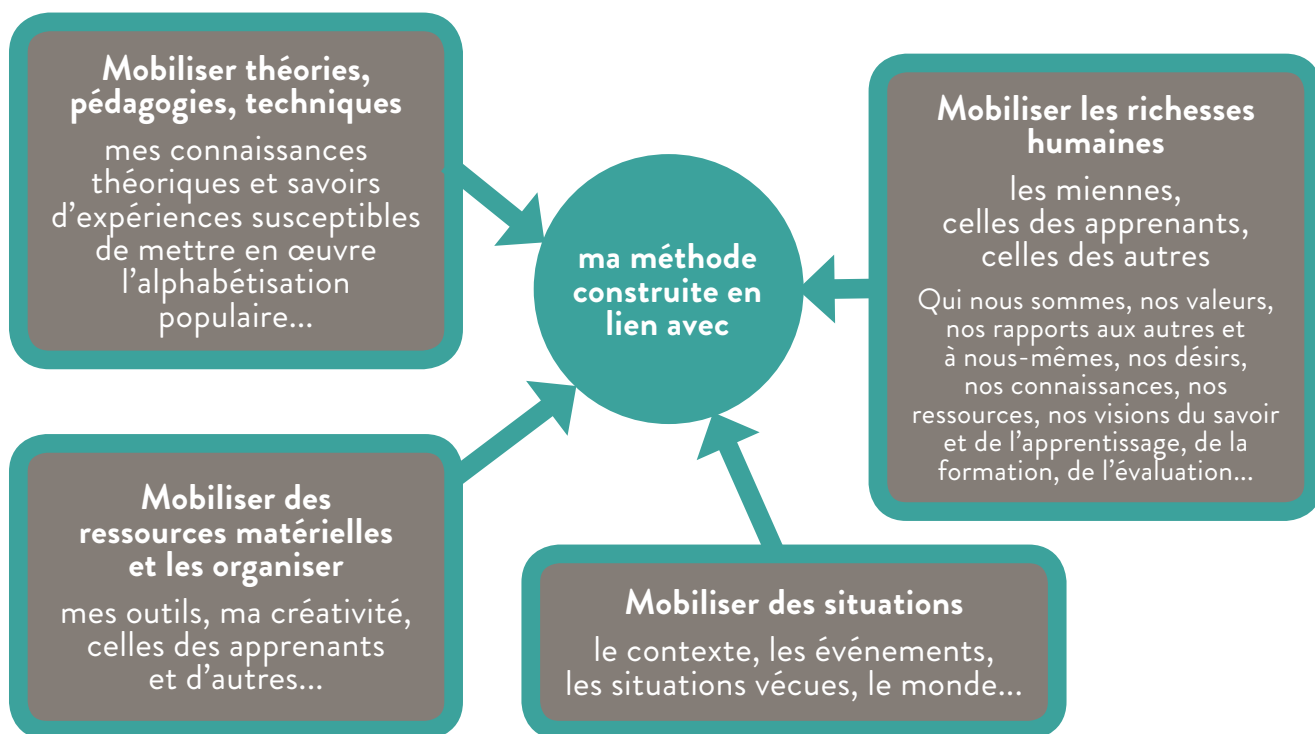 Mobiliser théories,
pédagogies, techniques
mes connaissances
théoriques et savoirs
d’expériences susceptibles
de mettre en œuvre
l’alphabétisation
populaire...
Mobiliser les richesses
humaines
les miennes,
celles des apprenants,
celles des autres
Qui nous sommes, nos valeurs,
nos rapports aux autres et
à nous-mêmes, nos désirs,
nos connaissances, nos
ressources, nos visions du savoir
et de l’apprentissage, de la
formation, de l’évaluation...
ma méthode
construite en
lien avec
Mobiliser des
ressources matérielles
et les organiser
mes outils, ma créativité,
celles des apprenants
et d’autres...
Mobiliser des situations
le contexte, les événements,
les situations vécues, le monde...